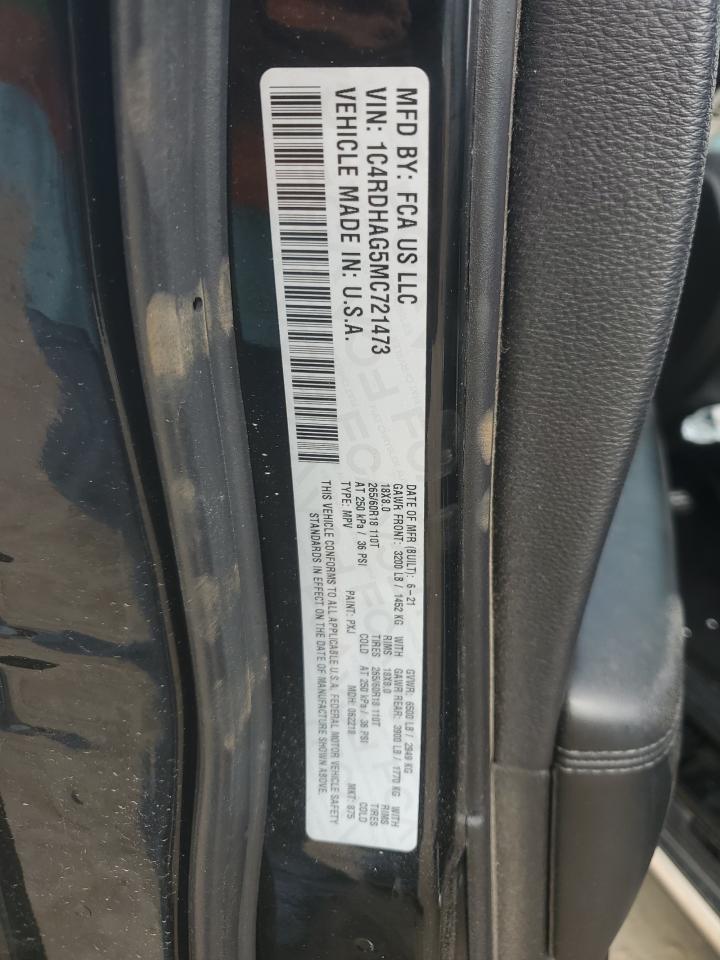 MFD BY: FCA US LLC
VIN: 1C4RDHAG5MC721473
VEHICLE MADE IN: U.S.A.
DATE OF MFR (BUILT): 6-21 GVWR: 6500 LB / 2949 KG
GAWR FRONT: 3200 LB / 1452 KG WITH GAWR REAR: 3900 LB / 1770 KG WITH
18X8.0 RIMS 18X8.0 RIMS
265/60R18 110T TIRES 265/60R18 110T TIRES
AT 250 kPa / 36 PSI COLD AT 250 kPa / 36 PSI COLD
TYPE: MPV PAINT: PXJ MDH: 062218 MKT: 875
THIS VEHICLE CONFORMS TO ALL APPLICABLE U.S.A. FEDERAL MOTOR VEHICLE SAFETY
STANDARDS IN EFFECT ON THE DATE OF MANUFACTURE SHOWN ABOVE.